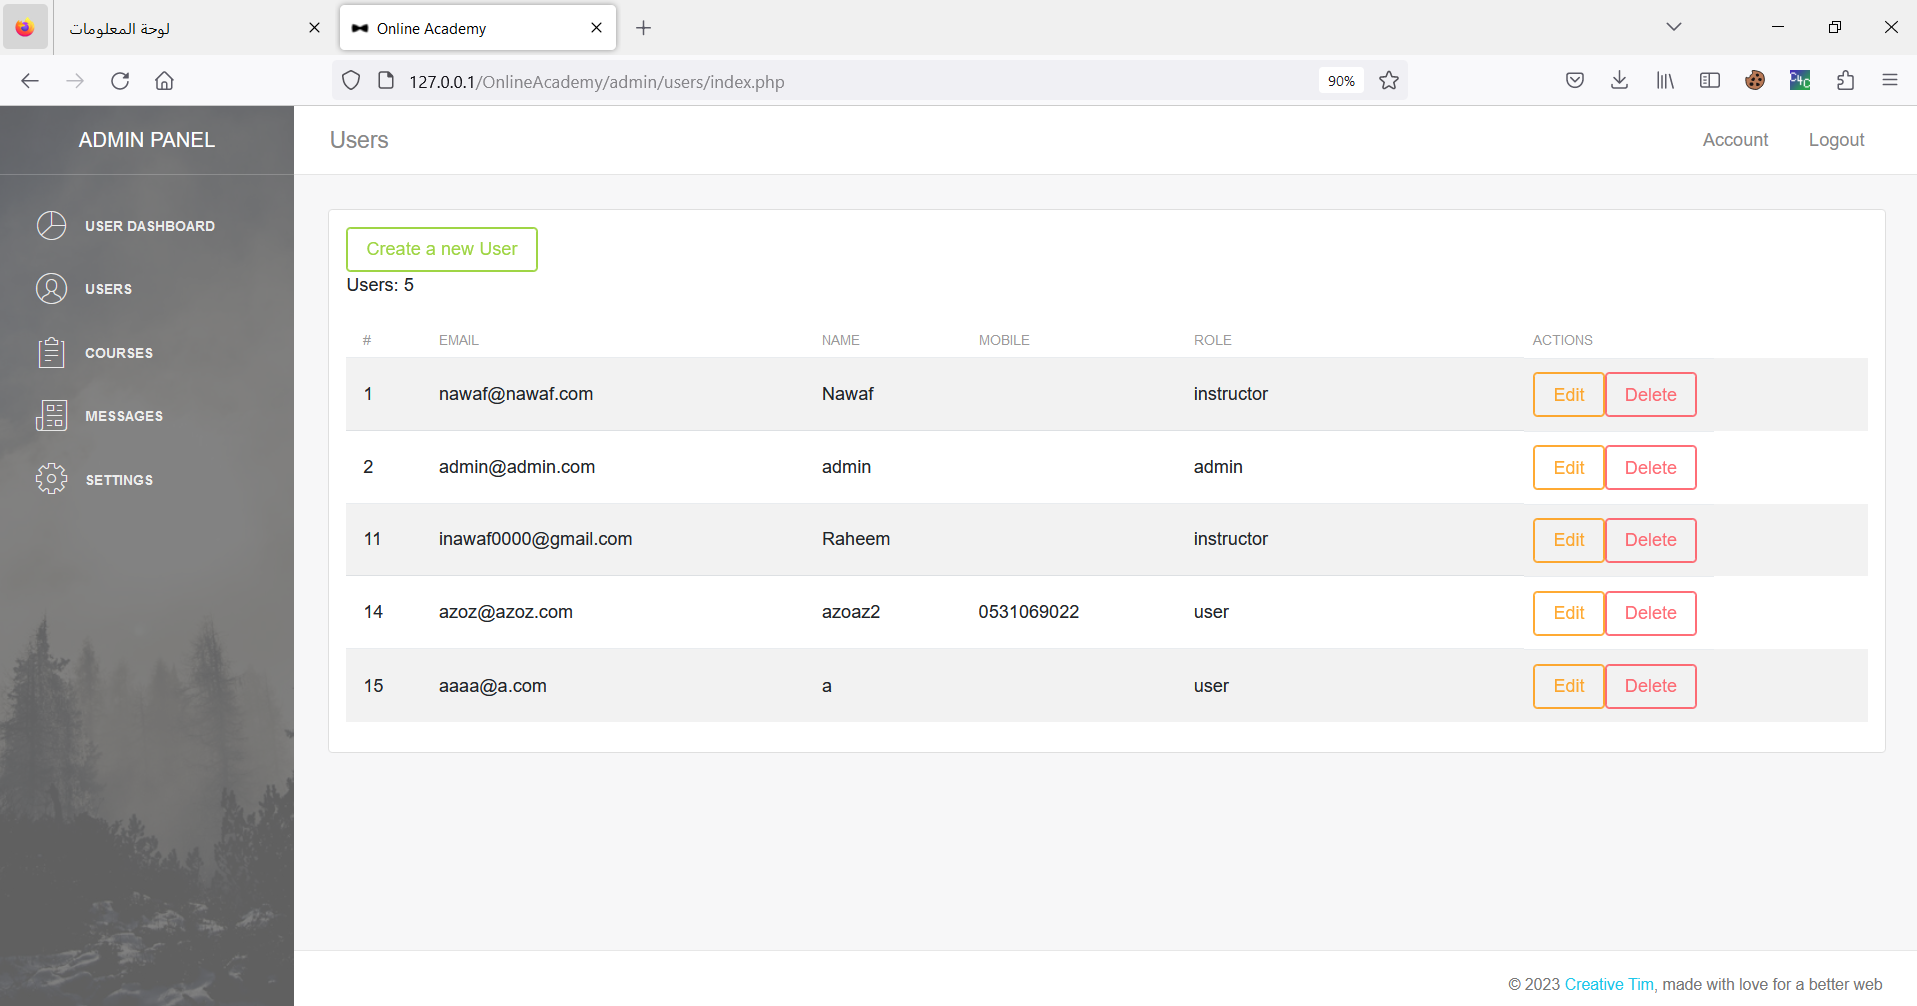 لوحة المعلومات
Online Academy
127.0.0.1/OnlineAcademy/admin/users/index.php
90%
C4C
ADMIN PANEL
Users
Account
Logout
USER DASHBOARD
USERS
COURSES
MESSAGES
SETTINGS
Create a new User
Users: 5
# EMAIL NAME MOBILE ROLE ACTIONS
1 nawaf@nawaf.com Nawaf instructor Edit Delete
2 admin@admin.com admin admin Edit Delete
11 inawaf0000@gmail.com Raheem instructor Edit Delete
14 azoz@azoz.com azoaz2 0531069022 user Edit Delete
15 aaaa@a.com a user Edit Delete
© 2023 Creative Tim, made with love for a better web